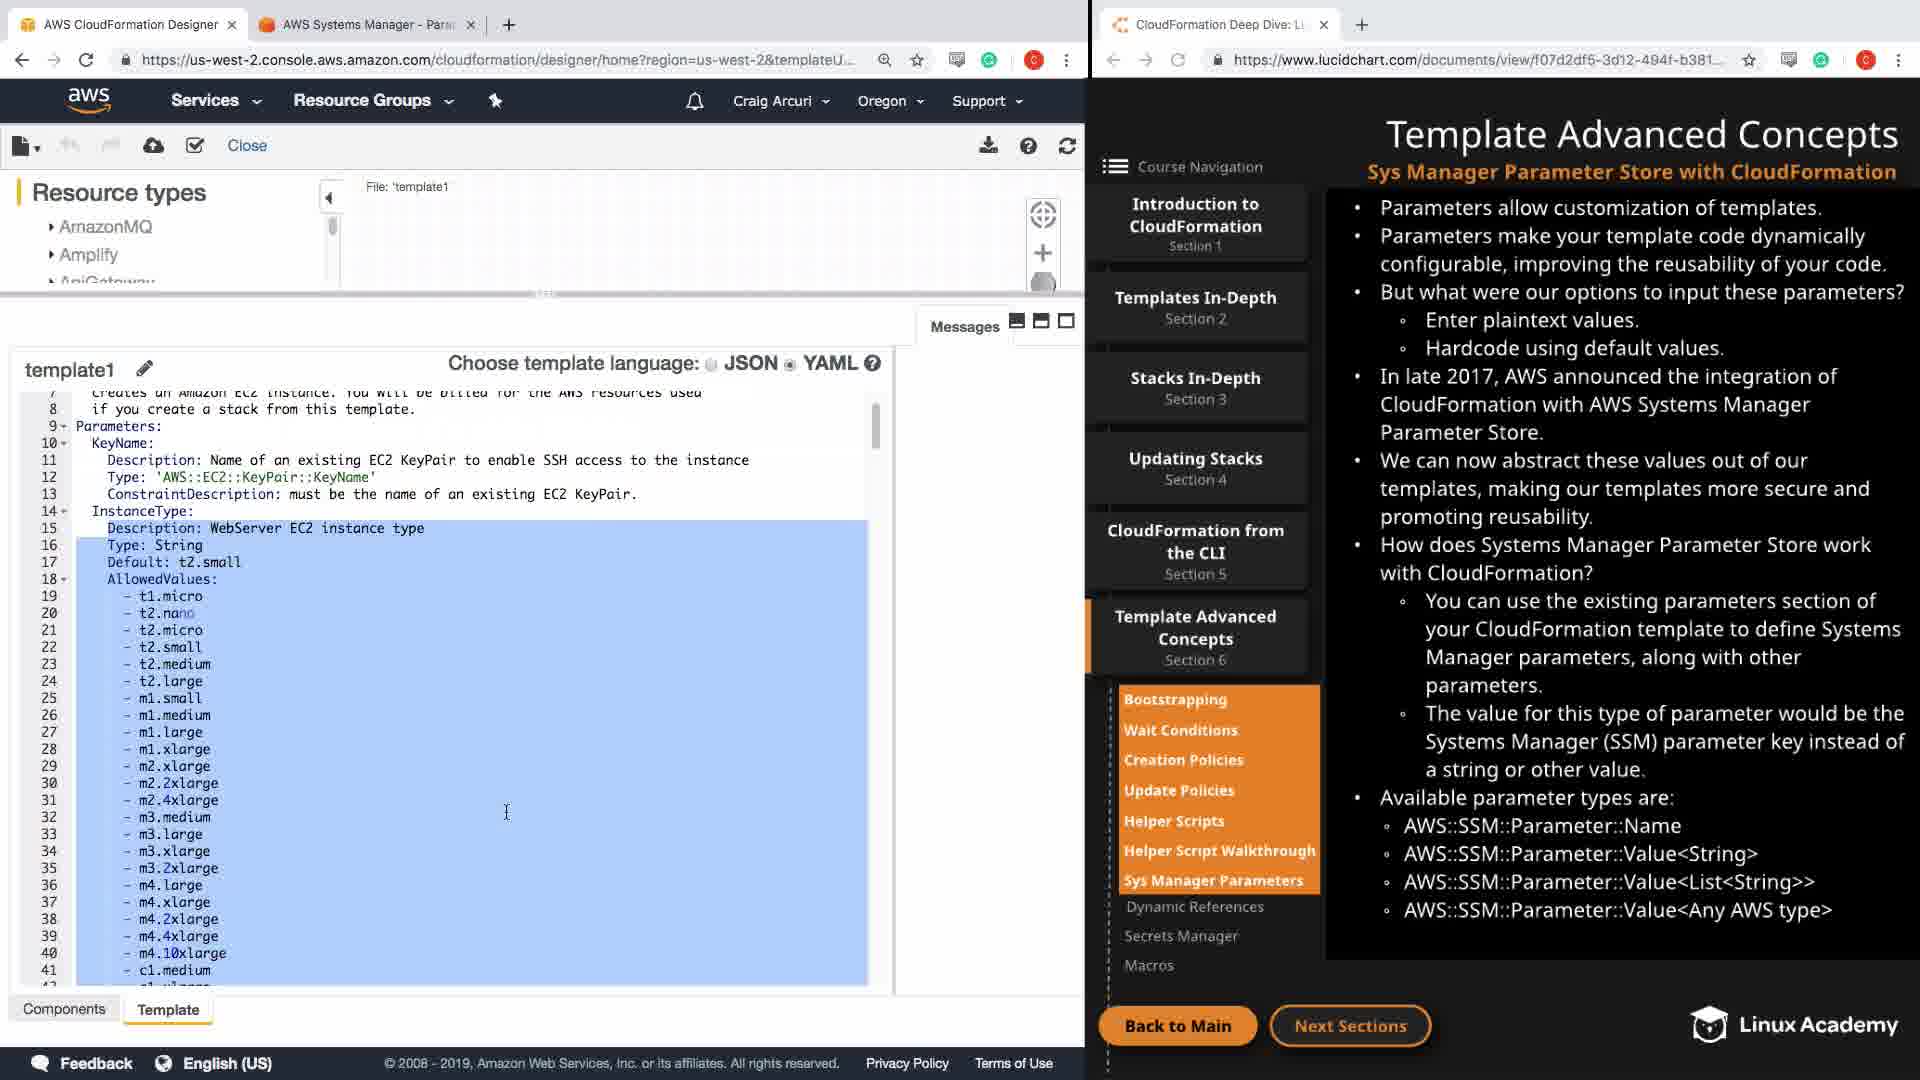 AWS CloudFormation Designer
AWS Systems Manager - Para
https://us-west-2.console.aws.amazon.com/cloudformation/designer/home?region=us-west-2&templateU...
C
aws
Services
Resource Groups
Craig Arcuri
Oregon
Support
Close
Resource types
AmazonMQ
Amplify
ApiGateway
File: 'template1'
Messages
template1
Choose template language: JSON YAML
7 Creates an Amazon EC2 instance. You will be billed for the AWS resources used
8 if you create a stack from this template.
9 Parameters:
10 KeyName:
11 Description: Name of an existing EC2 KeyPair to enable SSH access to the instance
12 Type: 'AWS::EC2::KeyPair::KeyName'
13 ConstraintDescription: must be the name of an existing EC2 KeyPair.
14 InstanceType:
15 Description: WebServer EC2 instance type
16 Type: String
17 Default: t2.small
18 AllowedValues:
19 - t1.micro
20 - t2.nano
21 - t2.micro
22 - t2.small
23 - t2.medium
24 - t2.large
25 - m1.small
26 - m1.medium
27 - m1.large
28 - m1.xlarge
29 - m2.xlarge
30 - m2.2xlarge
31 - m2.4xlarge
32 - m3.medium
33 - m3.large
34 - m3.xlarge
35 - m3.2xlarge
36 - m4.large
37 - m4.xlarge
38 - m4.2xlarge
39 - m4.4xlarge
40 - m4.10xlarge
41 - c1.medium
Components
Template
Feedback
English (US)
© 2008 - 2019, Amazon Web Services, Inc. or its affiliates. All rights reserved.
Privacy Policy
Terms of Use
CloudFormation Deep Dive: Li
https://www.lucidchart.com/documents/view/f07d2df5-3d12-494f-b381...
C
Template Advanced Concepts
Sys Manager Parameter Store with CloudFormation
Course Navigation
Introduction to
CloudFormation
Section 1
Templates In-Depth
Section 2
Stacks In-Depth
Section 3
Updating Stacks
Section 4
CloudFormation from
the CLI
Section 5
Template Advanced
Concepts
Section 6
Bootstrapping
Wait Conditions
Creation Policies
Update Policies
Helper Scripts
Helper Script Walkthrough
Sys Manager Parameters
Dynamic References
Secrets Manager
Macros
• Parameters allow customization of templates.
• Parameters make your template code dynamically
configurable, improving the reusability of your code.
• But what were our options to input these parameters?
◦ Enter plaintext values.
◦ Hardcode using default values.
• In late 2017, AWS announced the integration of
CloudFormation with AWS Systems Manager
Parameter Store.
• We can now abstract these values out of our
templates, making our templates more secure and
promoting reusability.
• How does Systems Manager Parameter Store work
with CloudFormation?
◦ You can use the existing parameters section of
your CloudFormation template to define Systems
Manager parameters, along with other
parameters.
◦ The value for this type of parameter would be the
Systems Manager (SSM) parameter key instead of
a string or other value.
• Available parameter types are:
◦ AWS::SSM::Parameter::Name
◦ AWS::SSM::Parameter::Value<String>
◦ AWS::SSM::Parameter::Value<List<String>>
◦ AWS::SSM::Parameter::Value<Any AWS type>
Back to Main
Next Sections
Linux Academy